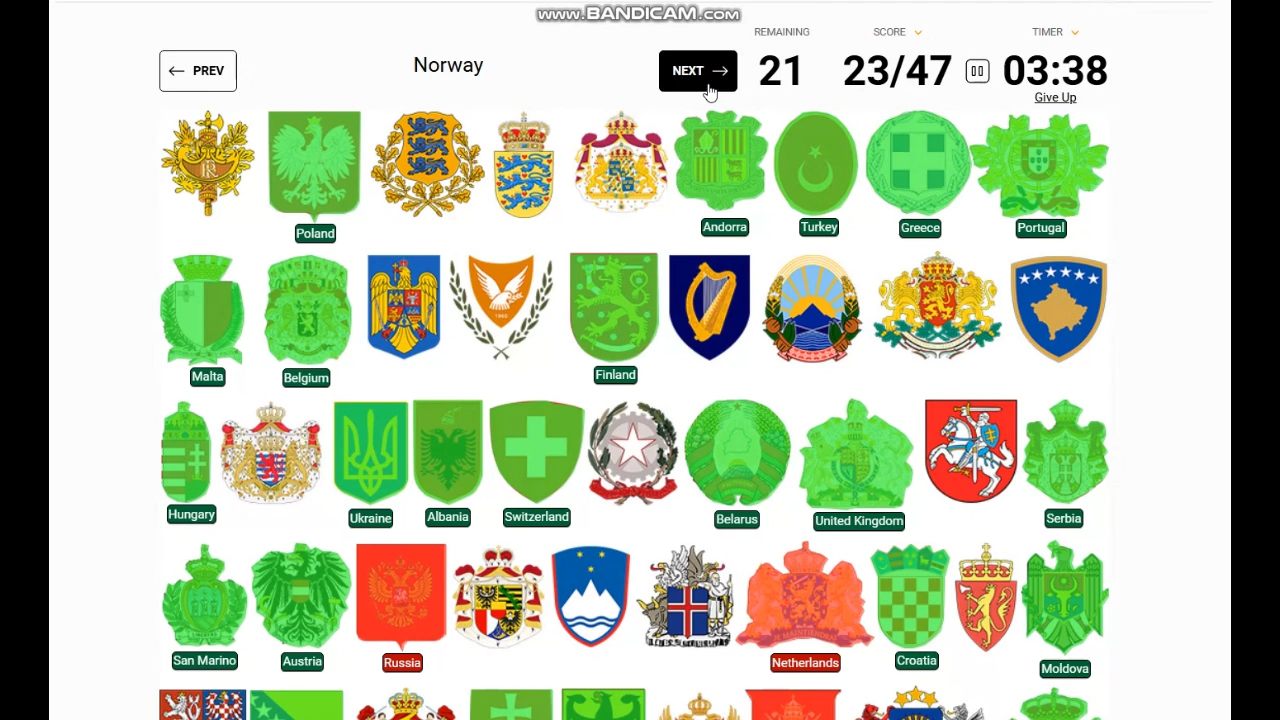 www.BANDICAM.com
REMAINING
SCORE
TIMER
← PREV
Norway
NEXT →
21
23/47
03:38
Give Up
Poland
Andorra
Turkey
Greece
Portugal
Malta
Belgium
1960
Finland
Hungary
Ukraine
Albania
Switzerland
Belarus
United Kingdom
Serbia
San Marino
Austria
Russia
Netherlands
Croatia
Moldova